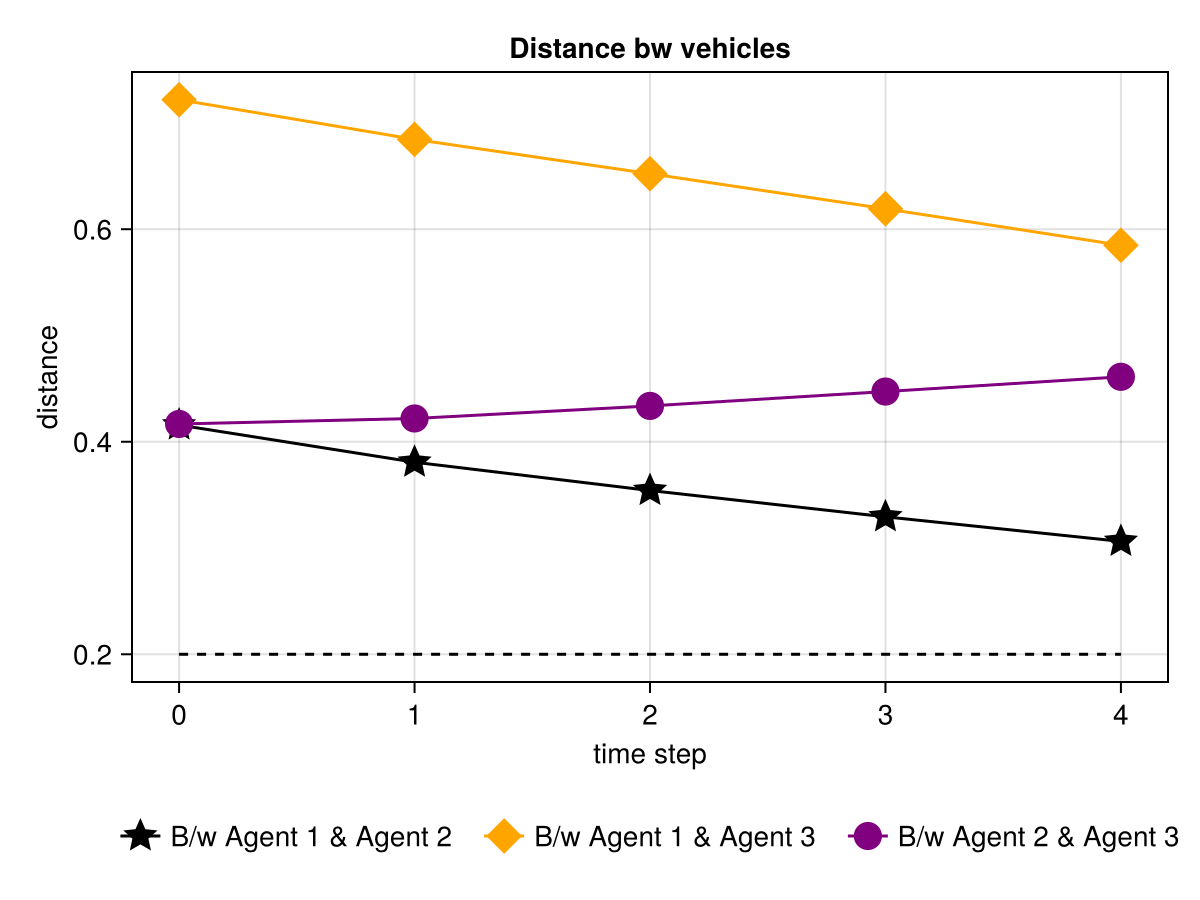 Distance bw vehicles
distance
0.6
0.4
0.2
0 1 2 3 4
time step
B/w Agent 1 & Agent 2 B/w Agent 1 & Agent 3 B/w Agent 2 & Agent 3